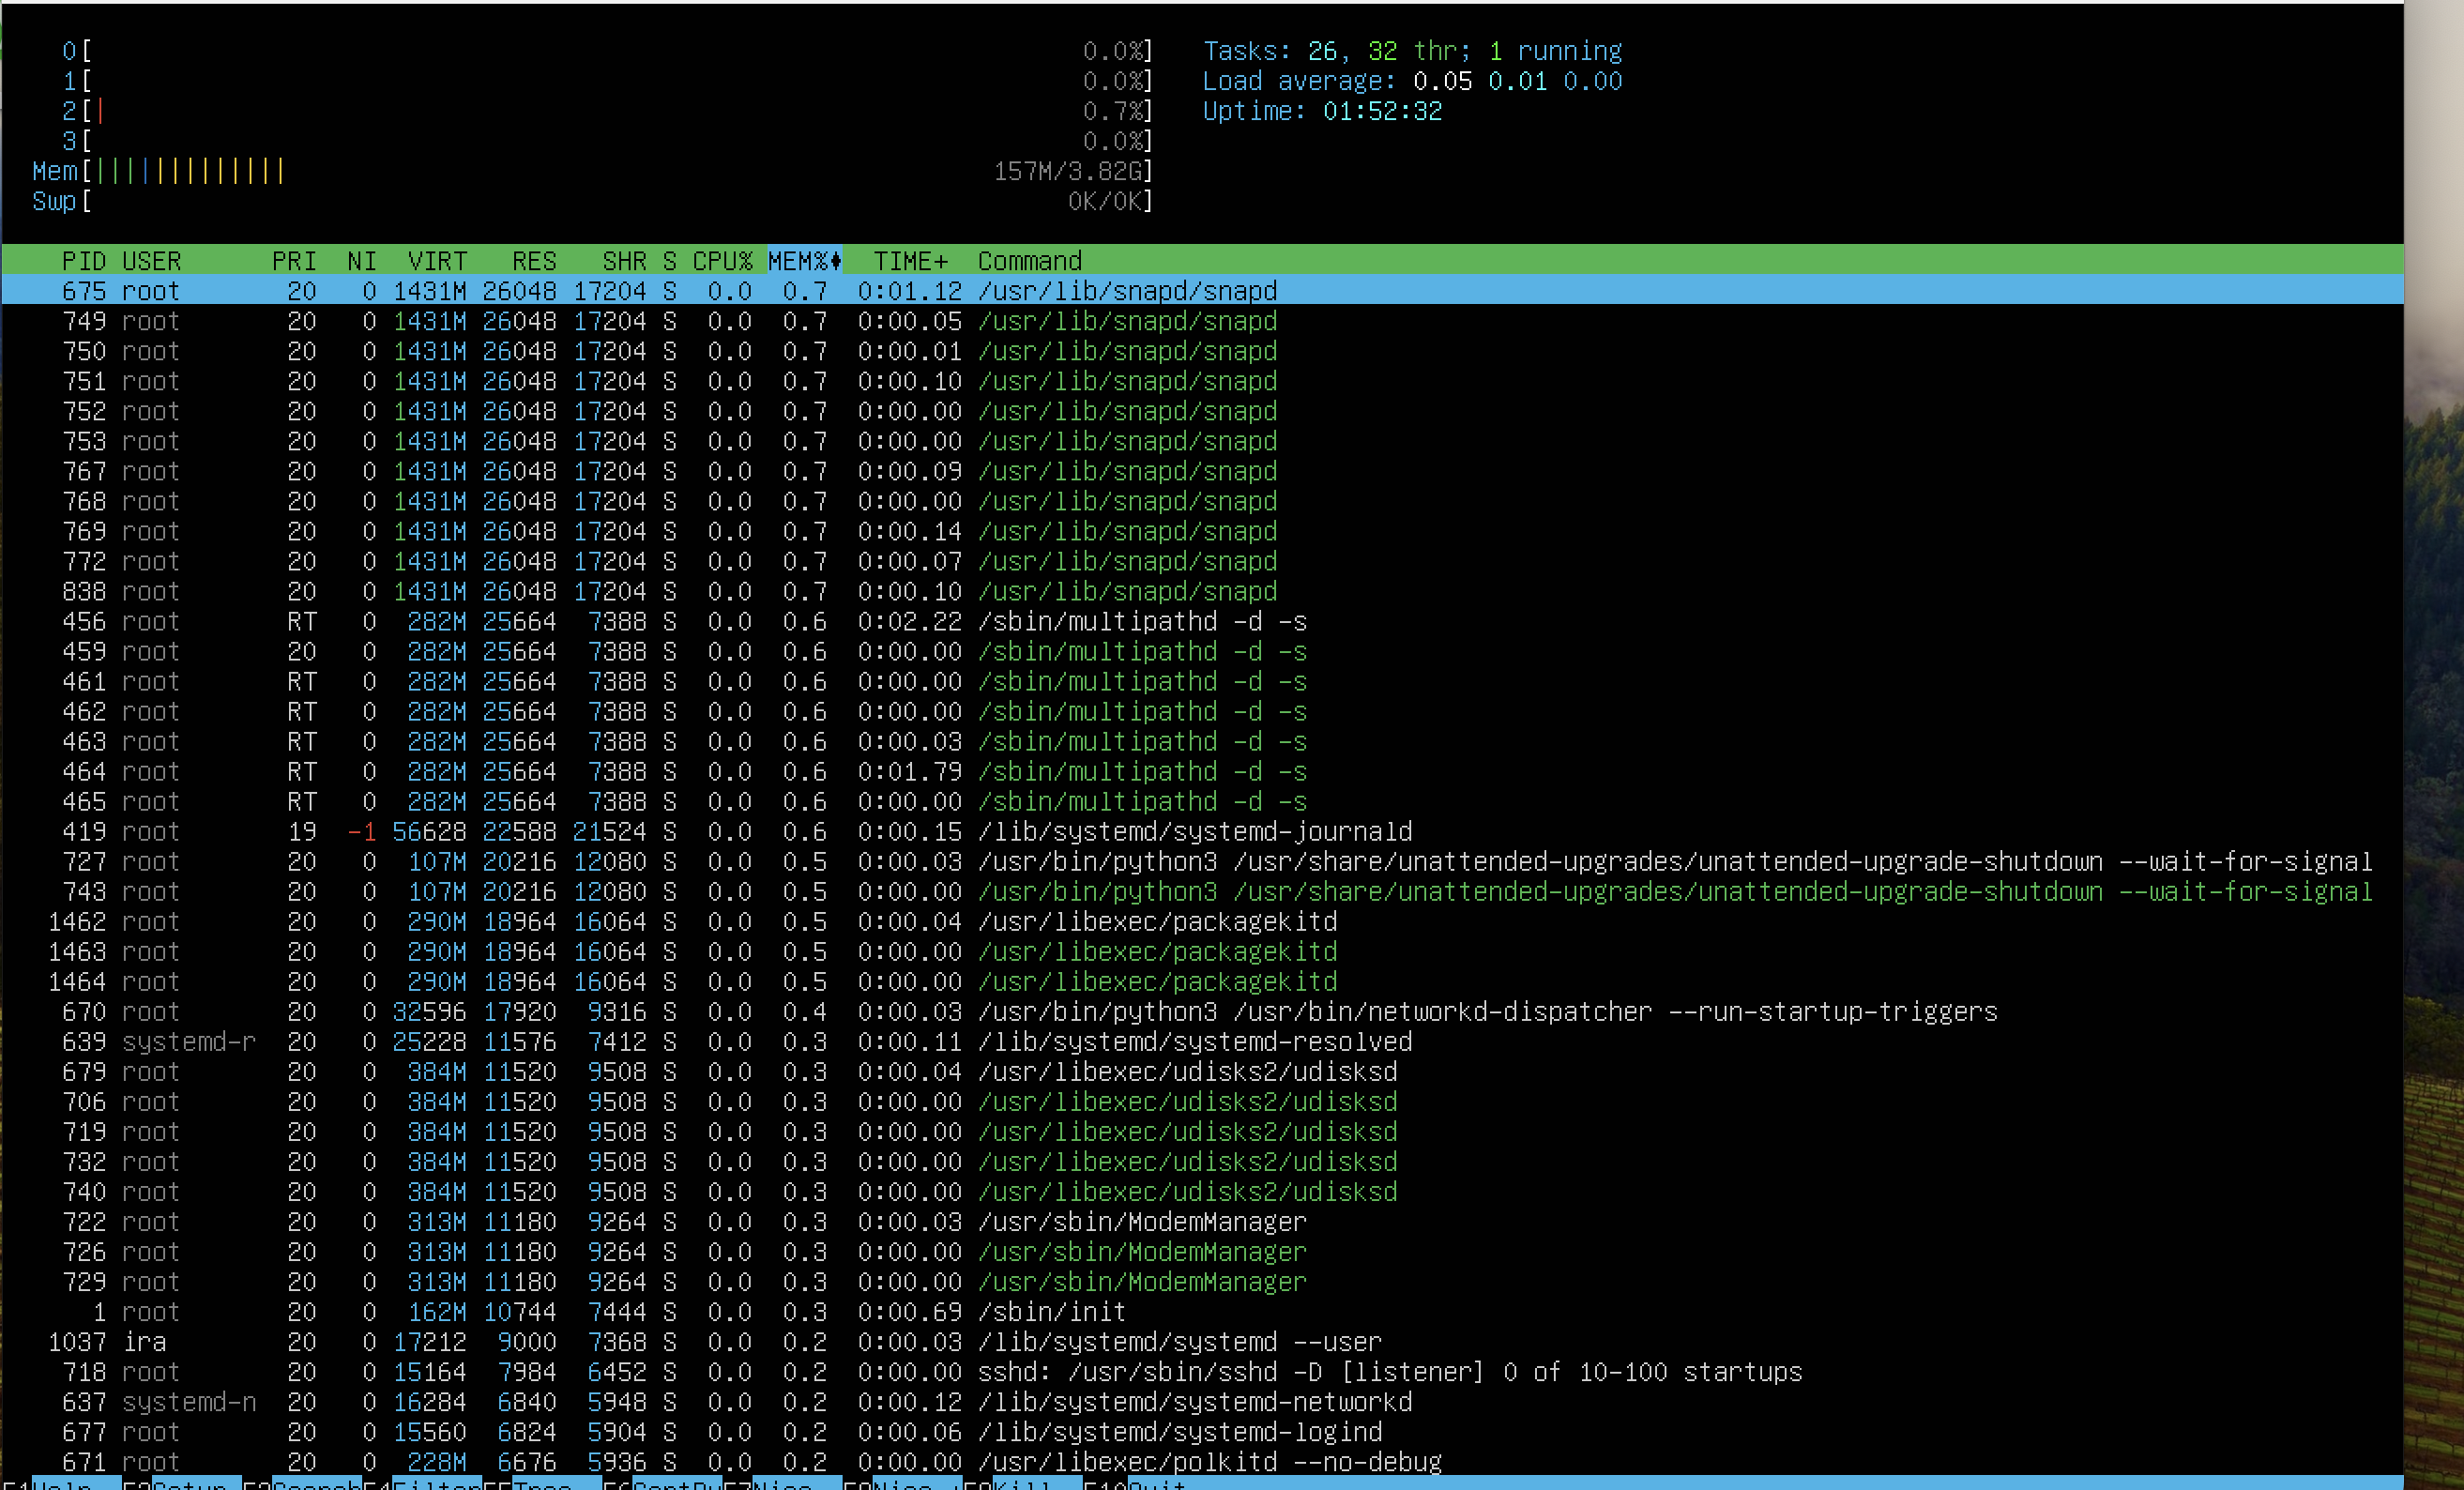 0[ 0.0%] Tasks: 26, 32 thr; 1 running
1[ 0.0%] Load average: 0.05 0.01 0.00
2[| 0.7%] Uptime: 01:52:32
3[ 0.0%]
Mem[||||||||||||| 157M/3.82G]
Swp[ 0K/0K]
PID USER PRI NI VIRT RES SHR S CPU% MEM% TIME+ Command
675 root 20 0 1431M 26048 17204 S 0.0 0.7 0:01.12 /usr/lib/snapd/snapd
749 root 20 0 1431M 26048 17204 S 0.0 0.7 0:00.05 /usr/lib/snapd/snapd
750 root 20 0 1431M 26048 17204 S 0.0 0.7 0:00.01 /usr/lib/snapd/snapd
751 root 20 0 1431M 26048 17204 S 0.0 0.7 0:00.10 /usr/lib/snapd/snapd
752 root 20 0 1431M 26048 17204 S 0.0 0.7 0:00.00 /usr/lib/snapd/snapd
753 root 20 0 1431M 26048 17204 S 0.0 0.7 0:00.00 /usr/lib/snapd/snapd
767 root 20 0 1431M 26048 17204 S 0.0 0.7 0:00.09 /usr/lib/snapd/snapd
768 root 20 0 1431M 26048 17204 S 0.0 0.7 0:00.00 /usr/lib/snapd/snapd
769 root 20 0 1431M 26048 17204 S 0.0 0.7 0:00.14 /usr/lib/snapd/snapd
772 root 20 0 1431M 26048 17204 S 0.0 0.7 0:00.07 /usr/lib/snapd/snapd
838 root 20 0 1431M 26048 17204 S 0.0 0.7 0:00.10 /usr/lib/snapd/snapd
456 root RT 0 282M 25664 7388 S 0.0 0.6 0:02.22 /sbin/multipathd -d -s
459 root 20 0 282M 25664 7388 S 0.0 0.6 0:00.00 /sbin/multipathd -d -s
461 root RT 0 282M 25664 7388 S 0.0 0.6 0:00.00 /sbin/multipathd -d -s
462 root RT 0 282M 25664 7388 S 0.0 0.6 0:00.00 /sbin/multipathd -d -s
463 root RT 0 282M 25664 7388 S 0.0 0.6 0:00.03 /sbin/multipathd -d -s
464 root RT 0 282M 25664 7388 S 0.0 0.6 0:01.79 /sbin/multipathd -d -s
465 root RT 0 282M 25664 7388 S 0.0 0.6 0:00.00 /sbin/multipathd -d -s
419 root 19 -1 56628 22588 21524 S 0.0 0.6 0:00.15 /lib/systemd/systemd-journald
727 root 20 0 107M 20216 12080 S 0.0 0.5 0:00.03 /usr/bin/python3 /usr/share/unattended-upgrades/unattended-upgrade-shutdown --wait-for-signal
743 root 20 0 107M 20216 12080 S 0.0 0.5 0:00.00 /usr/bin/python3 /usr/share/unattended-upgrades/unattended-upgrade-shutdown --wait-for-signal
1462 root 20 0 290M 18964 16064 S 0.0 0.5 0:00.04 /usr/libexec/packagekitd
1463 root 20 0 290M 18964 16064 S 0.0 0.5 0:00.00 /usr/libexec/packagekitd
1464 root 20 0 290M 18964 16064 S 0.0 0.5 0:00.00 /usr/libexec/packagekitd
670 root 20 0 32596 17920 9316 S 0.0 0.4 0:00.03 /usr/bin/python3 /usr/bin/networkd-dispatcher --run-startup-triggers
639 systemd-r 20 0 25228 11576 7412 S 0.0 0.3 0:00.11 /lib/systemd/systemd-resolved
679 root 20 0 384M 11520 9508 S 0.0 0.3 0:00.04 /usr/libexec/udisks2/udisksd
706 root 20 0 384M 11520 9508 S 0.0 0.3 0:00.00 /usr/libexec/udisks2/udisksd
719 root 20 0 384M 11520 9508 S 0.0 0.3 0:00.00 /usr/libexec/udisks2/udisksd
732 root 20 0 384M 11520 9508 S 0.0 0.3 0:00.00 /usr/libexec/udisks2/udisksd
740 root 20 0 384M 11520 9508 S 0.0 0.3 0:00.00 /usr/libexec/udisks2/udisksd
722 root 20 0 313M 11180 9264 S 0.0 0.3 0:00.03 /usr/sbin/ModemManager
726 root 20 0 313M 11180 9264 S 0.0 0.3 0:00.00 /usr/sbin/ModemManager
729 root 20 0 313M 11180 9264 S 0.0 0.3 0:00.00 /usr/sbin/ModemManager
1 root 20 0 162M 10744 7444 S 0.0 0.3 0:00.69 /sbin/init
1037 ira 20 0 17212 9000 7368 S 0.0 0.2 0:00.03 /lib/systemd/systemd --user
718 root 20 0 15164 7984 6452 S 0.0 0.2 0:00.00 sshd: /usr/sbin/sshd -D [listener] 0 of 10-100 startups
637 systemd-n 20 0 16284 6840 5948 S 0.0 0.2 0:00.12 /lib/systemd/systemd-networkd
677 root 20 0 15560 6824 5904 S 0.0 0.2 0:00.06 /lib/systemd/systemd-logind
671 root 20 0 228M 6676 5936 S 0.0 0.2 0:00.00 /usr/libexec/polkitd --no-debug